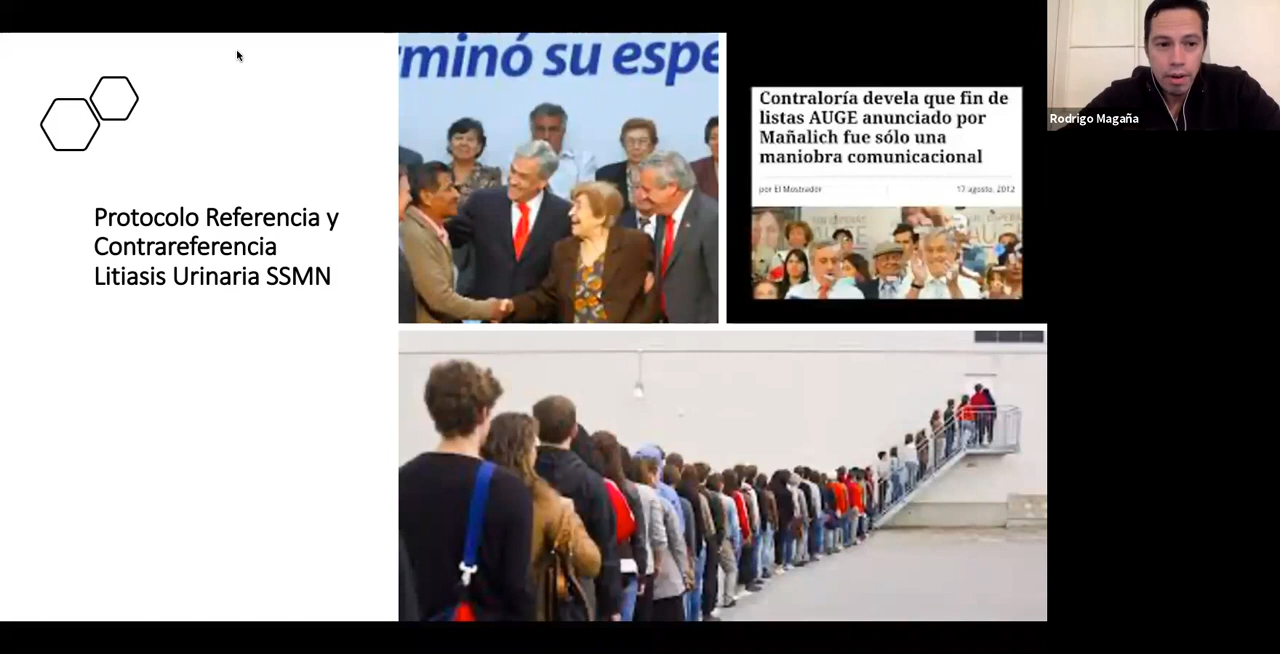 Protocolo Referencia y
Contrareferencia
Litiasis Urinaria SSMN
rminó su espe
Contraloría devela que fin de
listas AUGE anunciado por
Mañalich fue sólo una
maniobra comunicacional
por El Mostrador
17 agosto, 2012
AUGE
Rodrigo Magaña